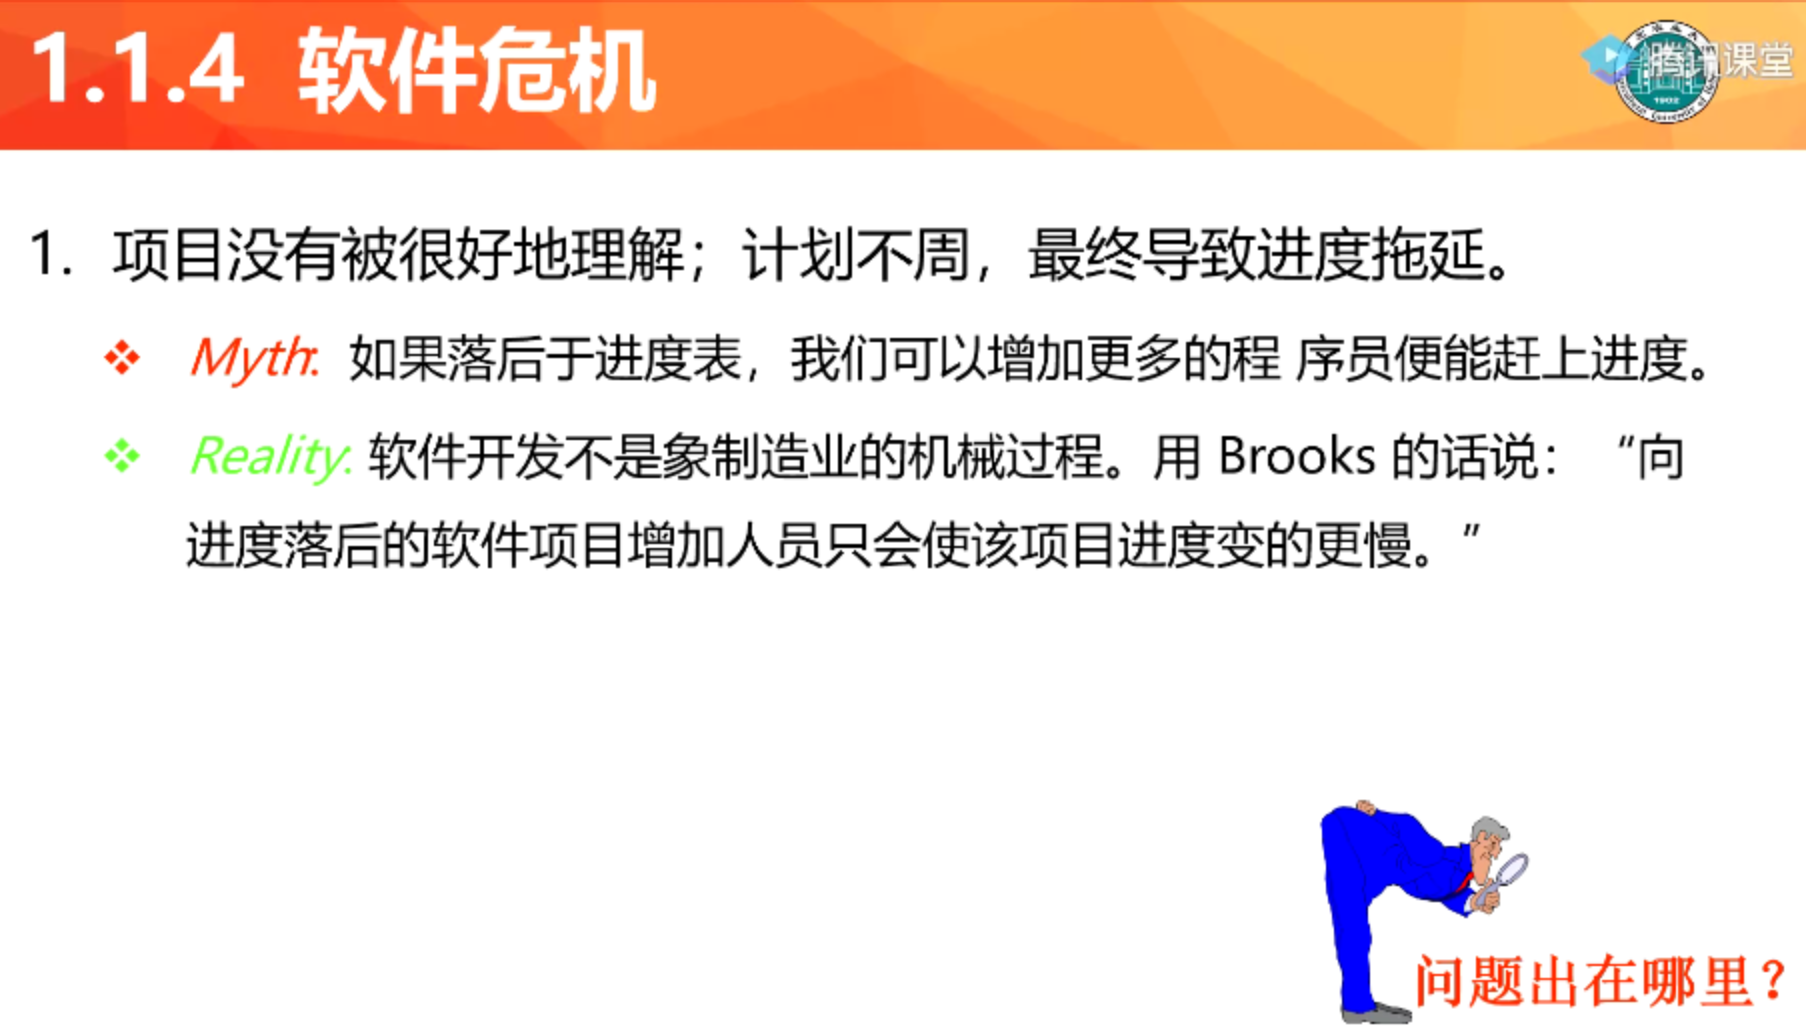 1.1.4 软件危机
腾讯课堂
1902
1. 项目没有被很好地理解；计划不周，最终导致进度拖延。
Myth: 如果落后于进度表，我们可以增加更多的程 序员便能赶上进度。
Reality: 软件开发不是象制造业的机械过程。用 Brooks 的话说： “向
进度落后的软件项目增加人员只会使该项目进度变的更慢。”
问题出在哪里？